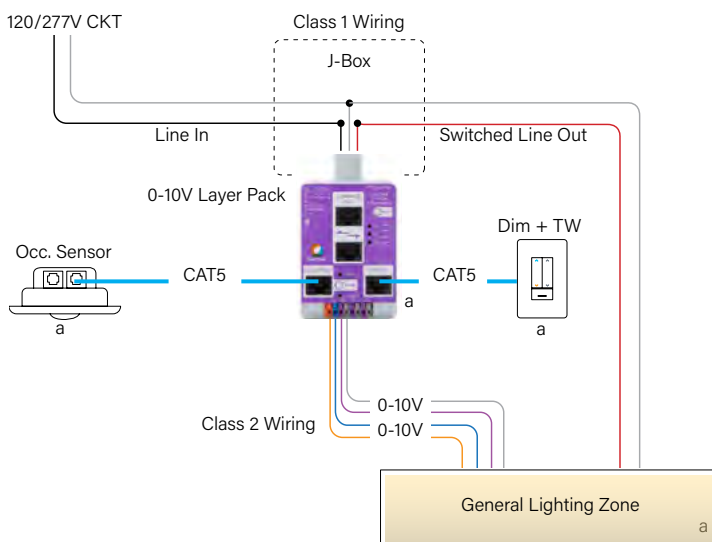 120/277V CKT
Class 1 Wiring
J-Box
Line In
Switched Line Out
0-10V Layer Pack
Dim + TW
Occ. Sensor
CAT5
CAT5
a
a
a
0-10V
Class 2 Wiring
0-10V
General Lighting Zone
a